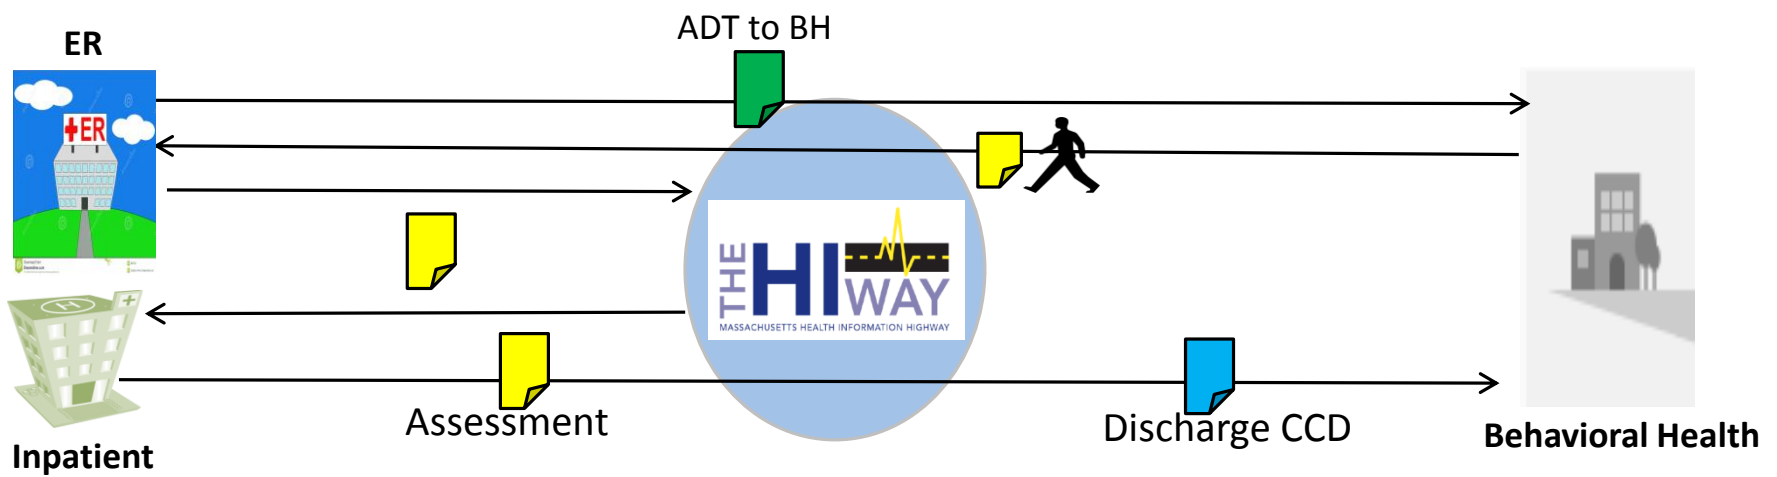 ADT to BH
ER
+ER
H
THE
HI
WAY
MASSACHUSETTS HEALTH INFORMATION HIGHWAY
Assessment
Discharge CCD
Behavioral Health
Inpatient